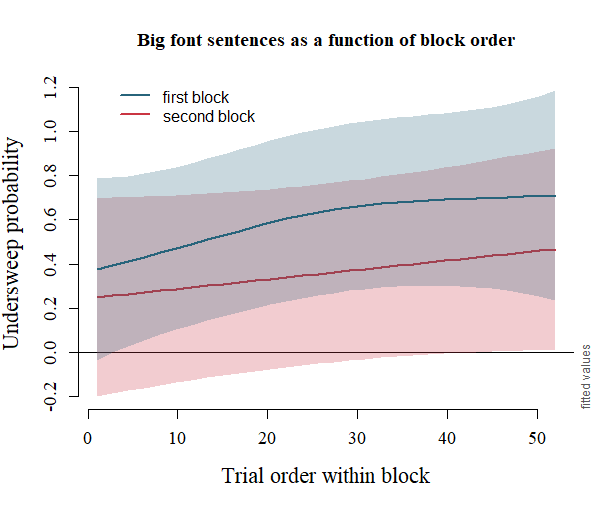 Big font sentences as a function of block order
first block
second block
Undersweep probability
1.2
1.0
0.8
0.6
0.4
0.2
0.0
-0.2
0 10 20 30 40 50
Trial order within block
fitted values